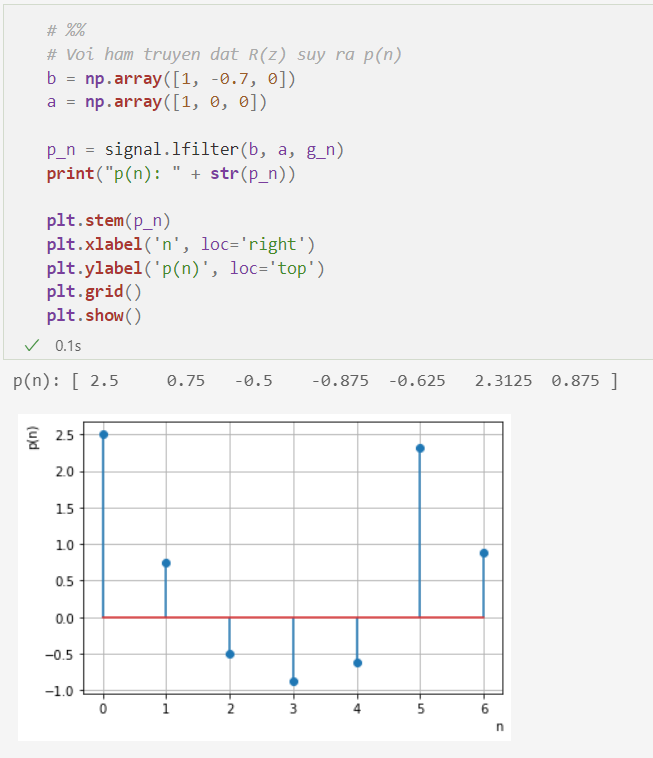 # %%
# Voi ham truyen dat R(z) suy ra p(n)
b = np.array([1, -0.7, 0])
a = np.array([1, 0, 0])
p_n = signal.lfilter(b, a, g_n)
print("p(n): " + str(p_n))
plt.stem(p_n)
plt.xlabel('n', loc='right')
plt.ylabel('p(n)', loc='top')
plt.grid()
plt.show()
0.1s
p(n): [ 2.5 0.75 -0.5 -0.875 -0.625 2.3125 0.875 ]
p(n)
2.5
2.0
1.5
1.0
0.5
0.0
−0.5
−1.0
0 1 2 3 4 5 6
n